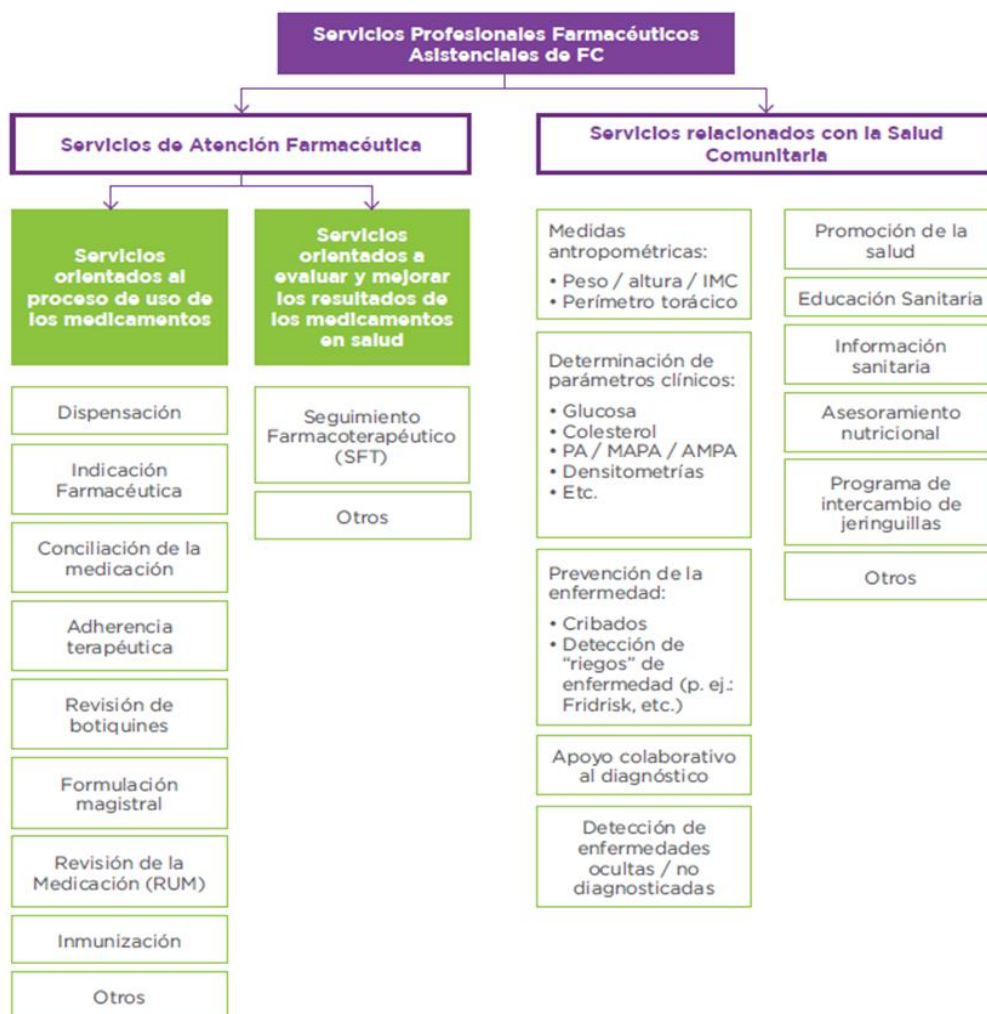 Servicios Profesionales Farmacéuticos
Asistenciales de FC
Servicios de Atención Farmacéutica
Servicios
orientados al
proceso de uso de
los medicamentos
Dispensación
Indicación
Farmacéutica
Conciliación de la
medicación
Adherencia
terapéutica
Revisión de
botiquines
Formulación
magistral
Revisión de la
Medicación (RUM)
Inmunización
Otros
Servicios
orientados a
evaluar y mejorar
los resultados de
los medicamentos
en salud
Seguimiento
Farmacoterapéutico
(SFT)
Otros
Servicios relacionados con la Salud
Comunitaria
Medidas
antropométricas:
• Peso / altura / IMC
• Perímetro torácico
Determinación de
parámetros clínicos:
• Glucosa
• Colesterol
• PA / MAPA / AMPA
• Densitometrías
• Etc.
Prevención de la
enfermedad:
• Cribados
• Detección de
“riegos” de
enfermedad (p. ej.:
Fridrisk, etc.)
Apoyo colaborativo
al diagnóstico
Detección de
enfermedades
ocultas / no
diagnosticadas
Promoción de la
salud
Educación Sanitaria
Información
sanitaria
Asesoramiento
nutricional
Programa de
intercambio de
jeringuillas
Otros